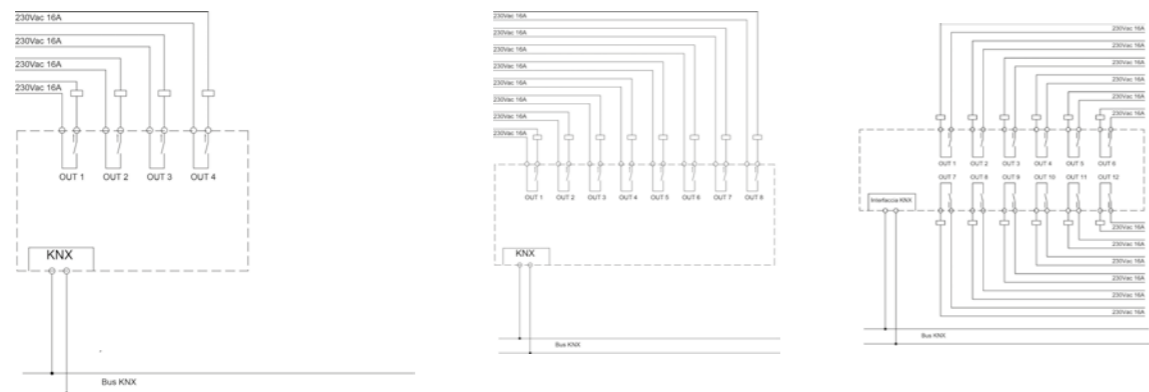 230Vac 16A
230Vac 16A
230Vac 16A
230Vac 16A
OUT 1 OUT 2 OUT 3 OUT 4
KNX
Bus KNX
230Vac 16A
230Vac 16A
230Vac 16A
230Vac 16A
230Vac 16A
230Vac 16A
230Vac 16A
230Vac 16A
OUT 1 OUT 2 OUT 3 OUT 4 OUT 5 OUT 6 OUT 7 OUT 8
KNX
Bus KNX
230Vac 16A
230Vac 16A
230Vac 16A
230Vac 16A
230Vac 16A
230Vac 16A
OUT 1 OUT 2 OUT 3 OUT 4 OUT 5 OUT 6
OUT 7 OUT 8 OUT 9 OUT 10 OUT 11 OUT 12
Interfaccia KNX
230Vac 16A
230Vac 16A
230Vac 16A
230Vac 16A
230Vac 16A
230Vac 16A
Bus KNX